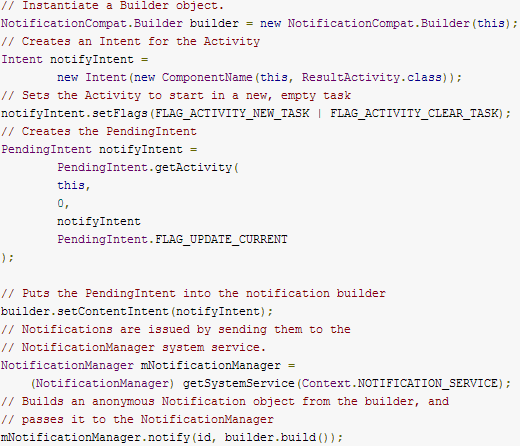 // Instantiate a Builder object.
NotificationCompat.Builder builder = new NotificationCompat.Builder(this);
// Creates an Intent for the Activity
Intent notifyIntent =
        new Intent(new ComponentName(this, ResultActivity.class));
// Sets the Activity to start in a new, empty task
notifyIntent.setFlags(FLAG_ACTIVITY_NEW_TASK | FLAG_ACTIVITY_CLEAR_TASK);
// Creates the PendingIntent
PendingIntent notifyIntent =
        PendingIntent.getActivity(
        this,
        0,
        notifyIntent
        PendingIntent.FLAG_UPDATE_CURRENT
);

// Puts the PendingIntent into the notification builder
builder.setContentIntent(notifyIntent);
// Notifications are issued by sending them to the
// NotificationManager system service.
NotificationManager mNotificationManager =
    (NotificationManager) getSystemService(Context.NOTIFICATION_SERVICE);
// Builds an anonymous Notification object from the builder, and
// passes it to the NotificationManager
mNotificationManager.notify(id, builder.build());